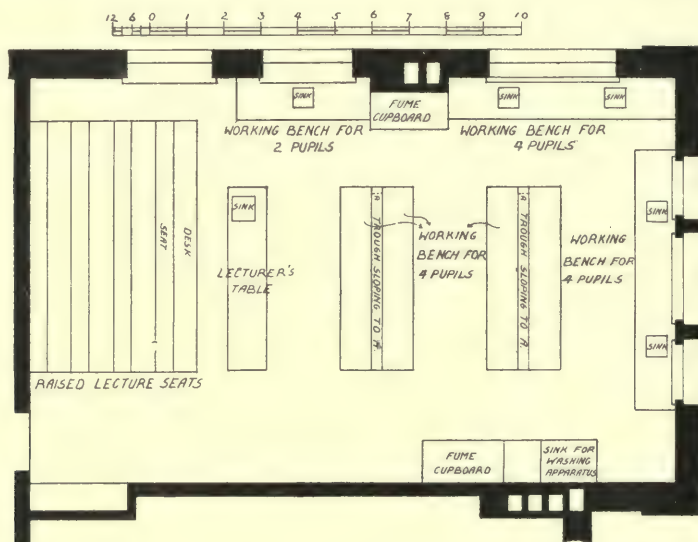 12 6 0 1 2 3 4 5 6 7 8 9 10
SINK
SINK
SINK
FUME
CUPBOARD
WORKING BENCH FOR
2 PUPILS
WORKING BENCH FOR
4 PUPILS
SEAT
DESK
RAISED LECTURE SEATS
SINK
LECTURER'S
TABLE
A TROUGH SLOPING TO A.
WORKING
BENCH FOR
4 PUPILS
A TROUGH SLOPING TO A.
WORKING
BENCH FOR
4 PUPILS
SINK
SINK
FUME
CUPBOARD
SINK FOR
WASHING
APPARATUS